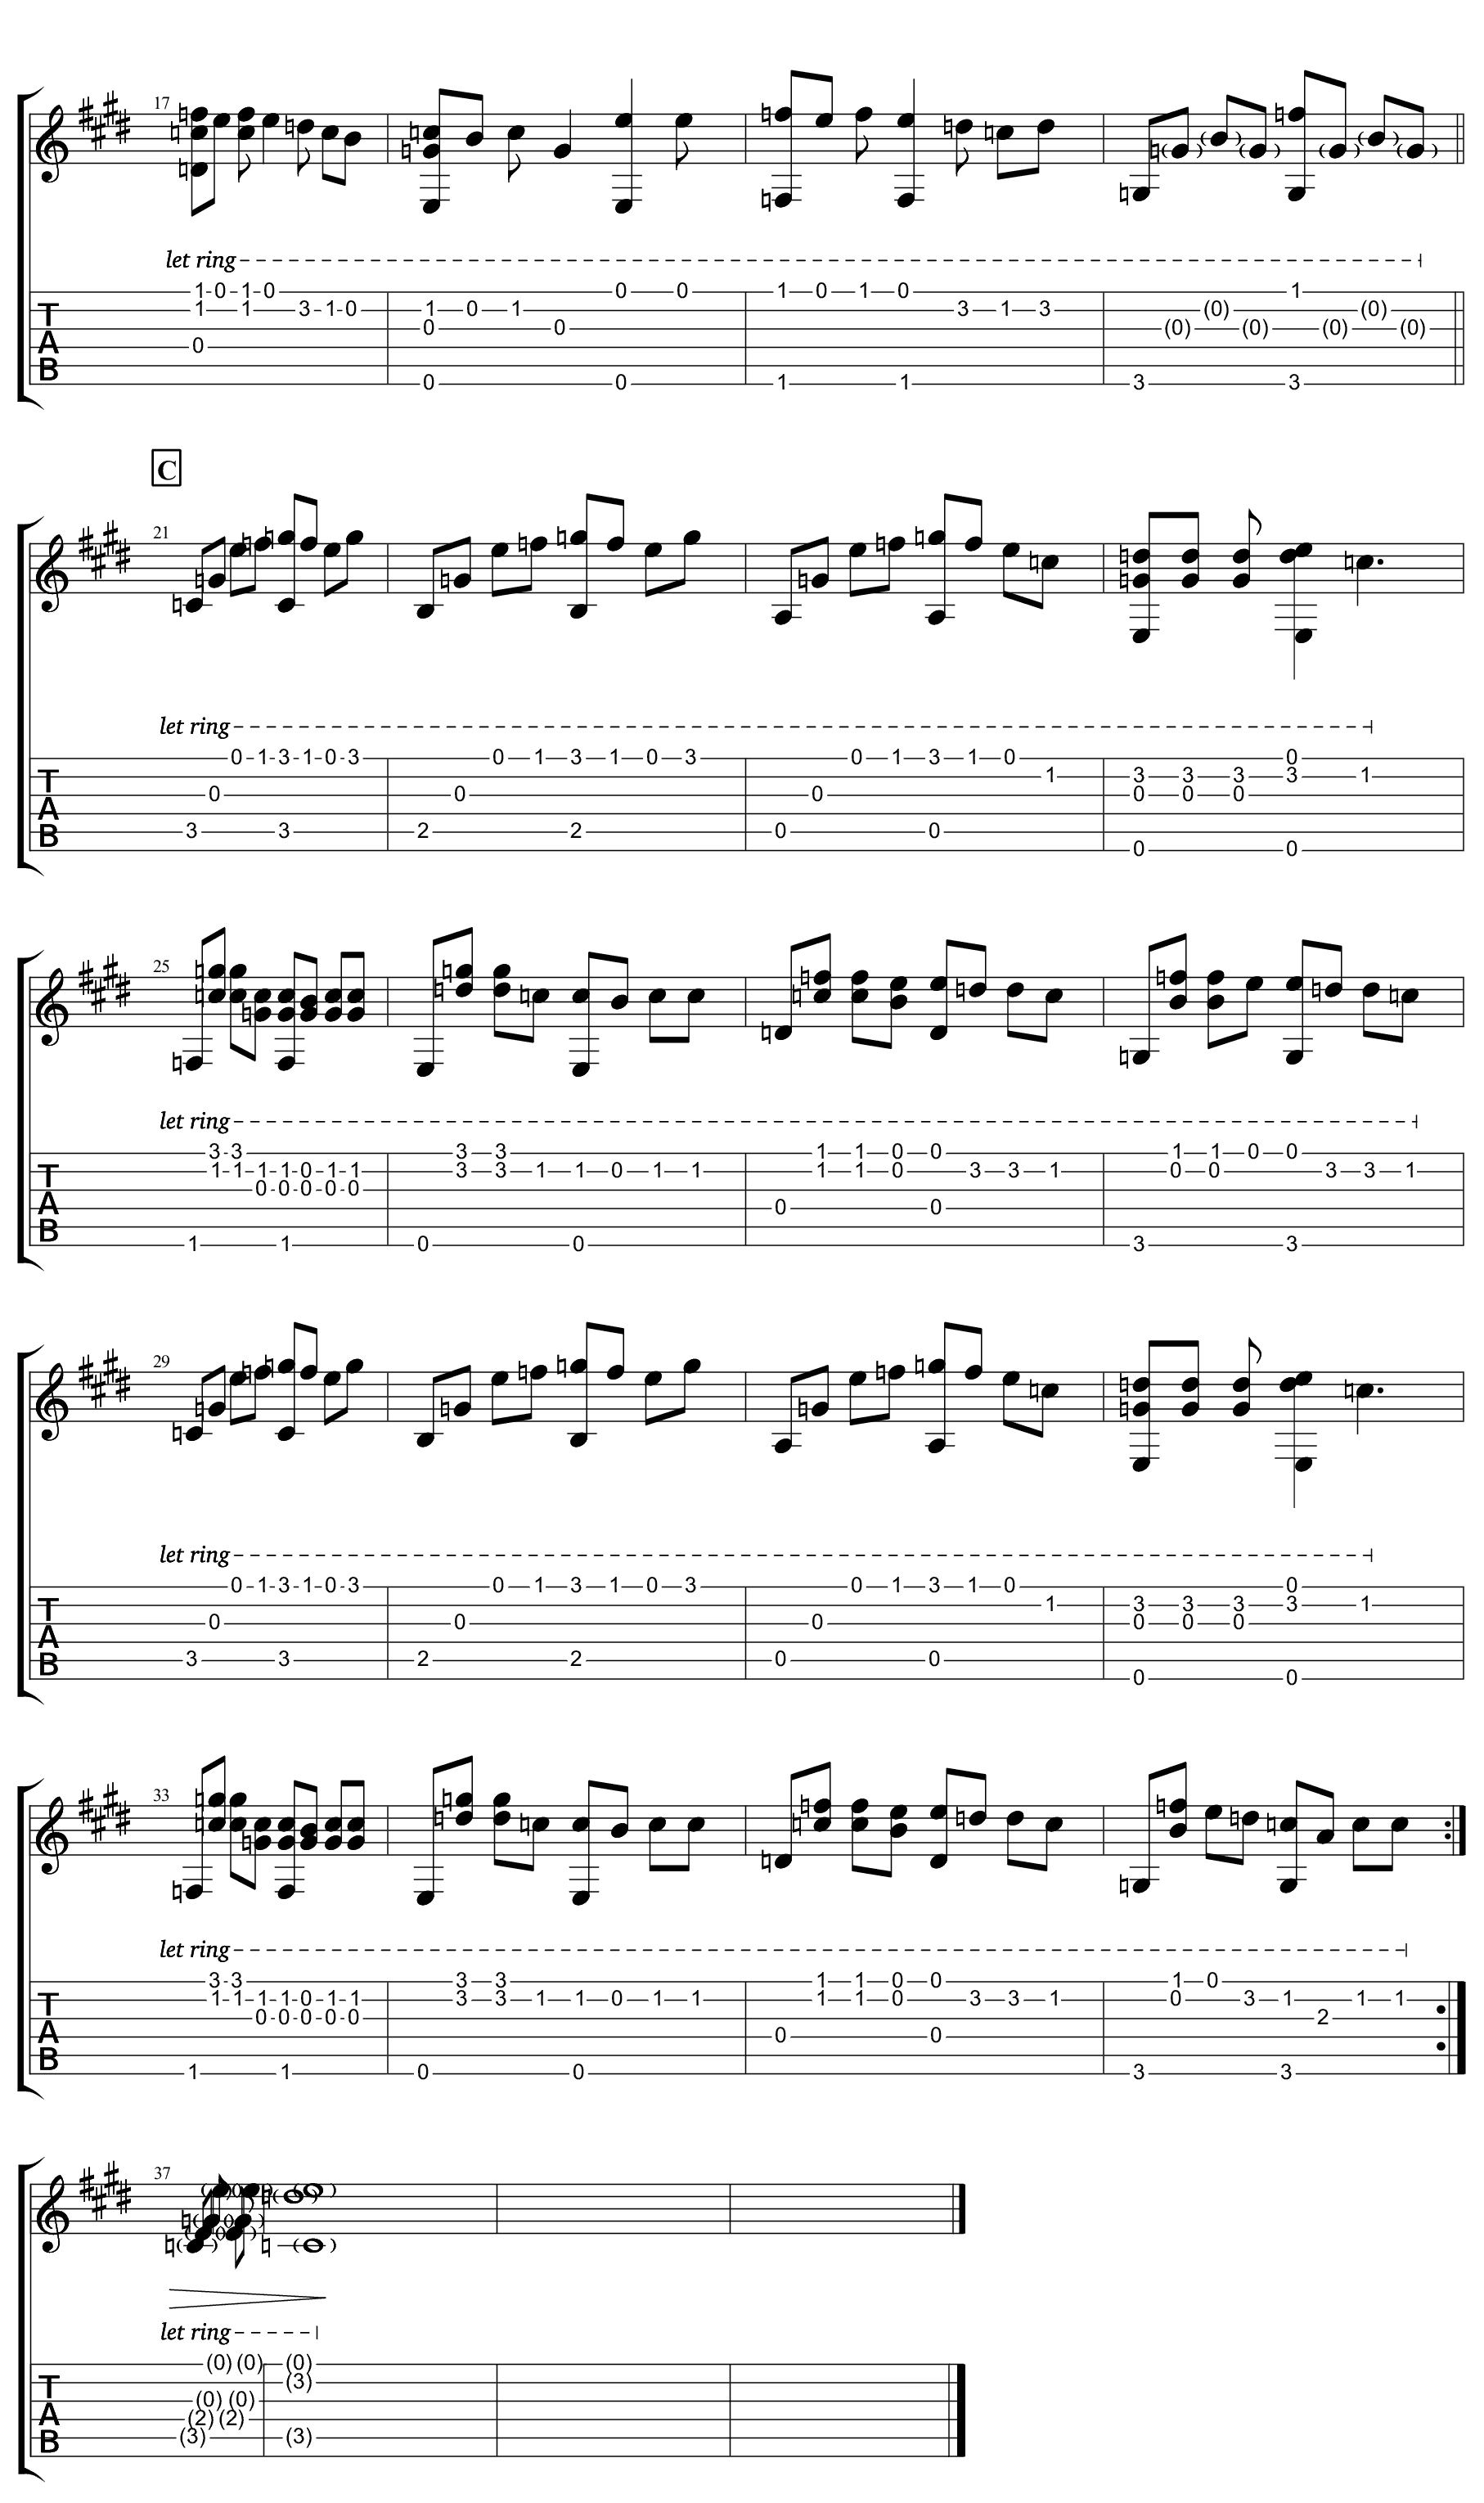 17
let ring
1 0 1 0 0 0 1 0 1 0 1
1 1 3 1 0 1 0 1 3 1 3 (0) (0)
0 0 (0) (0) (0) (0)
0
0 0 1 1 3 3
T
A
B
C
21
let ring
0 1 3 1 0 3 0 1 3 1 0 3 0 1 3 1 0 0
1 3 3 3 3 1
0 0 0 0 0 0
3 3 2 2 0 0
0 0
T
A
B
25
let ring
3 3 3 3 1 1 0 0 1 1 0 0
1 1 1 1 0 1 1 3 3 1 1 0 1 1 1 1 0 3 3 1 0 0 3 3 1
0 0 0 0 0
0 0
1 1 0 0 3 3
T
A
B
29
let ring
0 1 3 1 0 3 0 1 3 1 0 3 0 1 3 1 0 0
1 3 3 3 3 1
0 0 0 0 0 0
3 3 2 2 0 0
0 0
T
A
B
33
let ring
3 3 3 3 1 1 0 0 1 0
1 1 1 1 0 1 1 3 3 1 1 0 1 1 1 1 0 3 3 1 0 3 1 1 1
0 0 0 0 0 2
0 0
1 1 0 0 3 3
T
A
B
37
let ring
(0) (0) (0)
(3)
(0) (0)
(2) (2)
(3) (3)
T
A
B